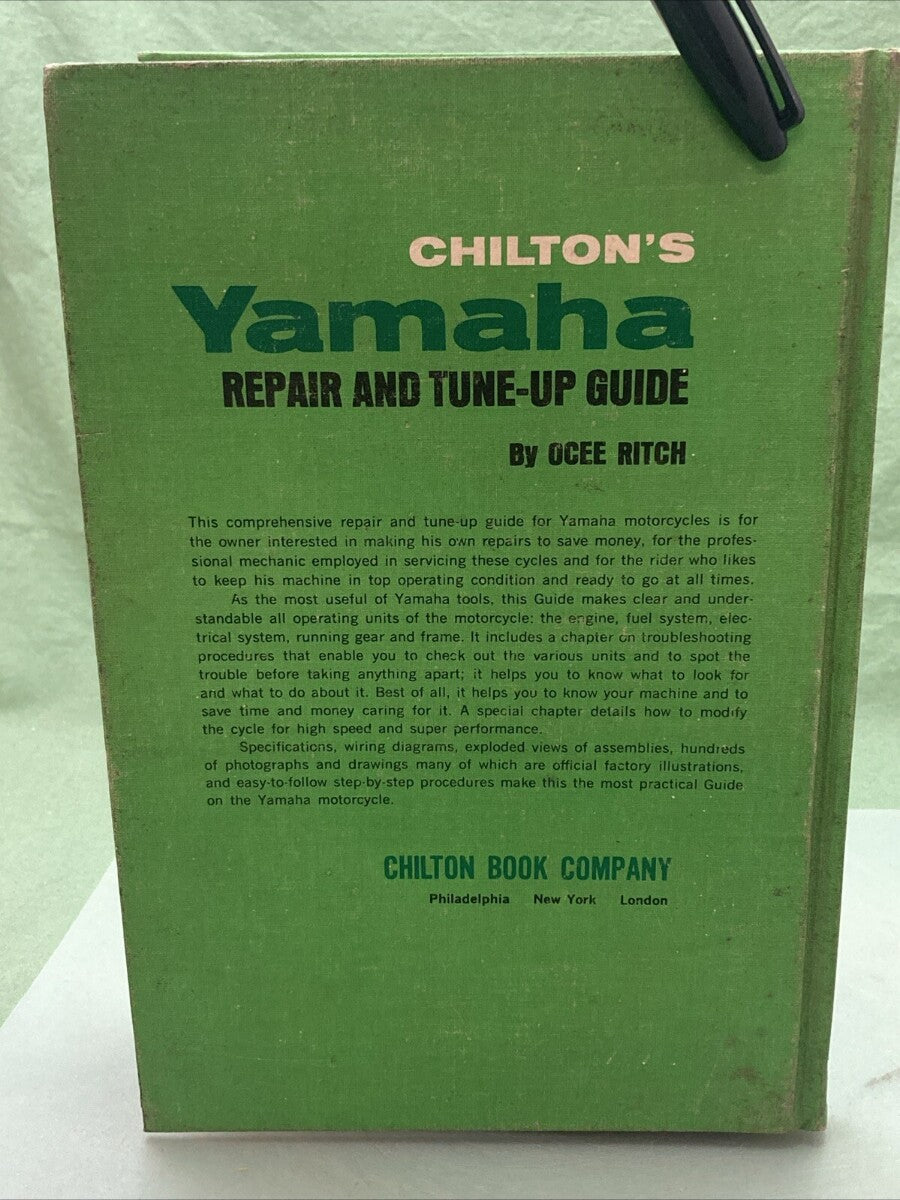 CHILTON'S
Yamaha
REPAIR AND TUNE-UP GUIDE
By OCEE RITCH
This comprehensive repair and tune-up guide for Yamaha motorcycles is for
the owner interested in making his own repairs to save money, for the profes-
sional mechanic employed in servicing these cycles and for the rider who likes
to keep his machine in top operating condition and ready to go at all times.
As the most useful of Yamaha tools, this Guide makes clear and under-
standable all operating units of the motorcycle: the engine, fuel system, elec-
trical system, running gear and frame. It includes a chapter on troubleshooting
procedures that enable you to check out the various units and to spot the
trouble before taking anything apart; it helps you to know what to look for
and what to do about it. Best of all, it helps you to know your machine and to
save time and money caring for it. A special chapter details how to modify
the cycle for high speed and super performance.
Specifications, wiring diagrams, exploded views of assemblies, hundreds
of photographs and drawings many of which are official factory illustrations,
and easy-to-follow step-by-step procedures make this the most practical Guide
on the Yamaha motorcycle.
CHILTON BOOK COMPANY
Philadelphia New York London